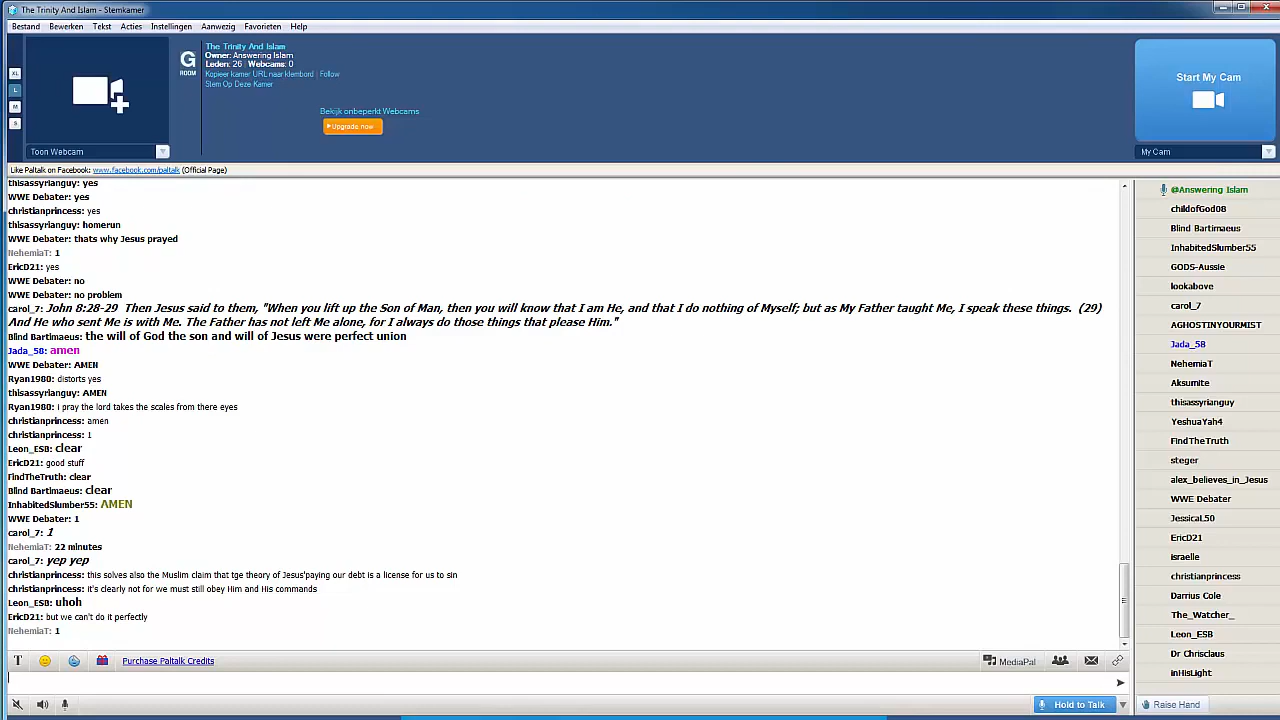 The Trinity And Islam - Stemkamer
Bestand Bewerken Tekst Acties Instellingen Aanwezig Favorieten Help
The Trinity And Islam
Owner: Answering Islam
Leden: 26 Webcams: 0
Kopieer kamer URL naar klembord | Follow
Stem Op Deze Kamer
G
ROOM
XL
L
M
S
Bekijk onbeperkt Webcams
Upgrade now
Start My Cam
Toon Webcam
My Cam
Like Paltalk on Facebook: www.facebook.com/paltalk (Official Page)
thisassyrianguy: yes
WWE Debater: yes
christianprincess: yes
thisassyrianguy: homerun
WWE Debater: thats why Jesus prayed
NehemiaT: 1
EricD21: yes
WWE Debater: no
WWE Debater: no problem
carol_7: John 8:28-29 Then Jesus said to them, "When you lift up the Son of Man, then you will know that I am He, and that I do nothing of Myself; but as My Father taught Me, I speak these things. (29)
And He who sent Me is with Me. The Father has not left Me alone, for I always do those things that please Him."
Blind Bartimaeus: the will of God the son and will of Jesus were perfect union
Jada_58: amen
WWE Debater: AMEN
Ryan1980: distorts yes
thisassyrianguy: AMEN
Ryan1980: i pray the lord takes the scales from there eyes
christianprincess: amen
christianprincess: 1
Leon_ESB: clear
EricD21: good stuff
FindTheTruth: clear
Blind Bartimaeus: clear
InhabitedSlumber55: AMEN
WWE Debater: 1
carol_7: 1
NehemiaT: 22 minutes
carol_7: yep yep
christianprincess: this solves also the Muslim claim that tge theory of Jesus'paying our debt is a license for us to sin
christianprincess: it's clearly not for we must still obey Him and His commands
Leon_ESB: uhoh
EricD21: but we can't do it perfectly
NehemiaT: 1
@Answering Islam
childofGod08
Blind Bartimaeus
InhabitedSlumber55
GODS-Aussie
lookabove
carol_7
AGHOSTINYOURMIST
Jada_58
NehemiaT
Aksumite
thisassyrianguy
YeshuaYah4
FindTheTruth
steger
alex_believes_in_Jesus
WWE Debater
JessicaL50
EricD21
israelle
christianprincess
Darrius Cole
The_Watcher_
Leon_ESB
Dr Chrisclaus
inHisLight
T Purchase Paltalk Credits MediaPal
Hold to Talk Raise Hand